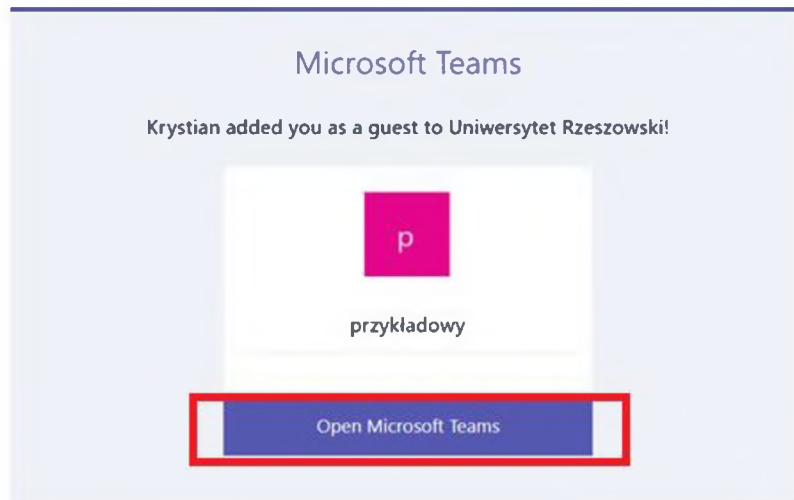 Microsoft Teams
Krystian added you as a guest to Uniwersytet Rzeszowski!
p
przykładowy
Open Microsoft Teams